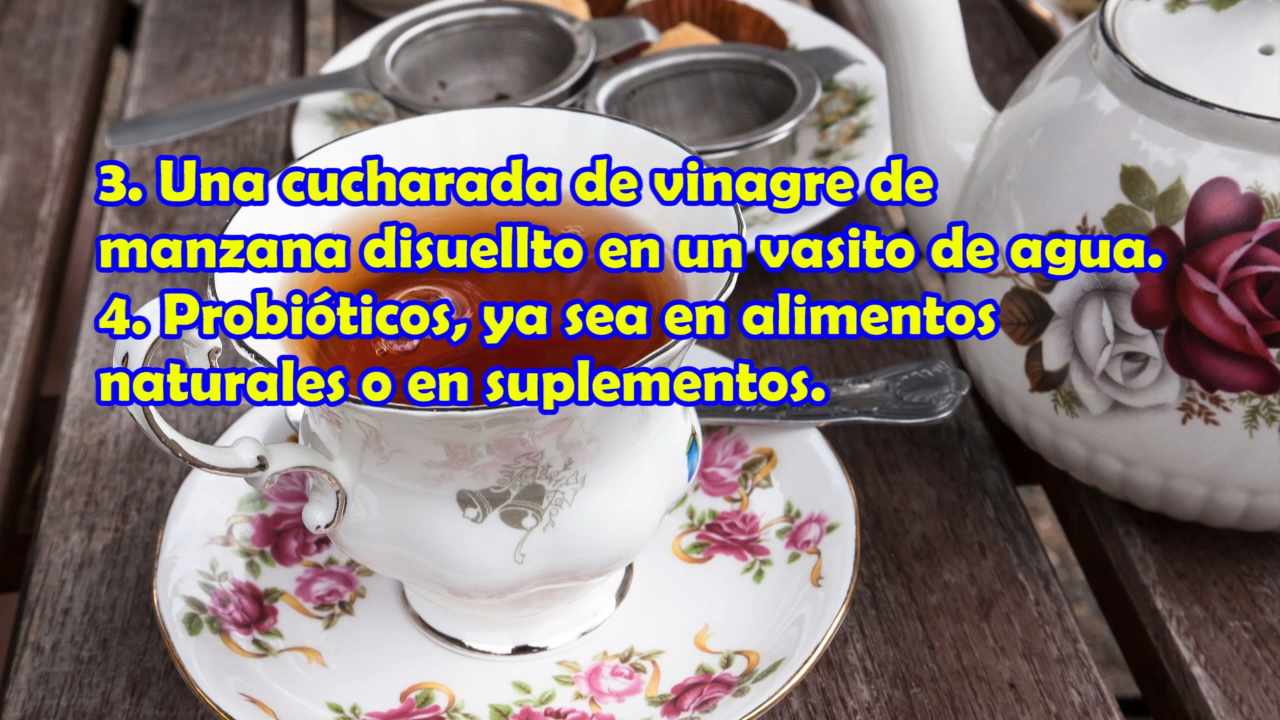 3. Una cucharada de vinagre de
manzana disuellto en un vasito de agua.
4. Probióticos, ya sea en alimentos
naturales o en suplementos.